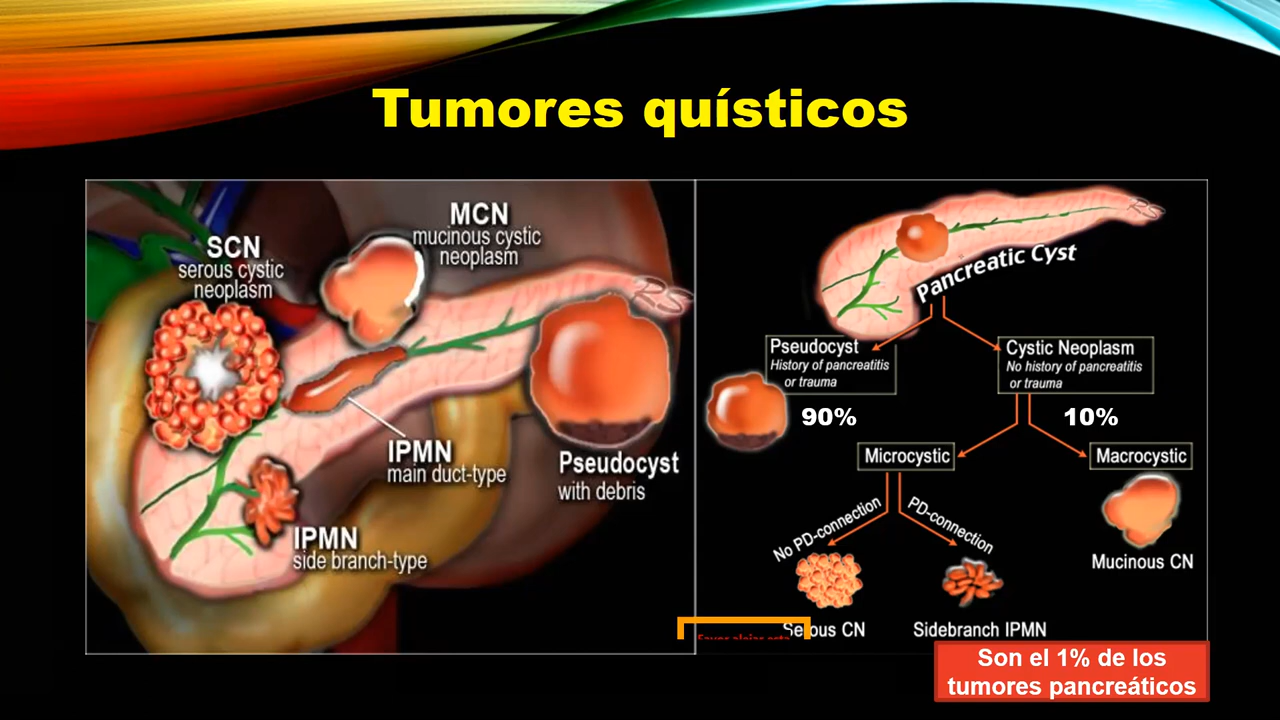 Tumores quísticos
SCN
serous cystic
neoplasm
MCN
mucinous cystic
neoplasm
RS
IPMN
main duct-type
Pseudocyst
with debris
IPMN
side branch-type
RS
Pancreatic Cyst
Pseudocyst
History of pancreatitis
or trauma
90%
Cystic Neoplasm
No history of pancreatitis
or trauma
10%
Microcystic
Macrocystic
No PD-connection
PD-connection
Mucinous CN
Serous CN
Sidebranch IPMN
Son el 1% de los
tumores pancreáticos